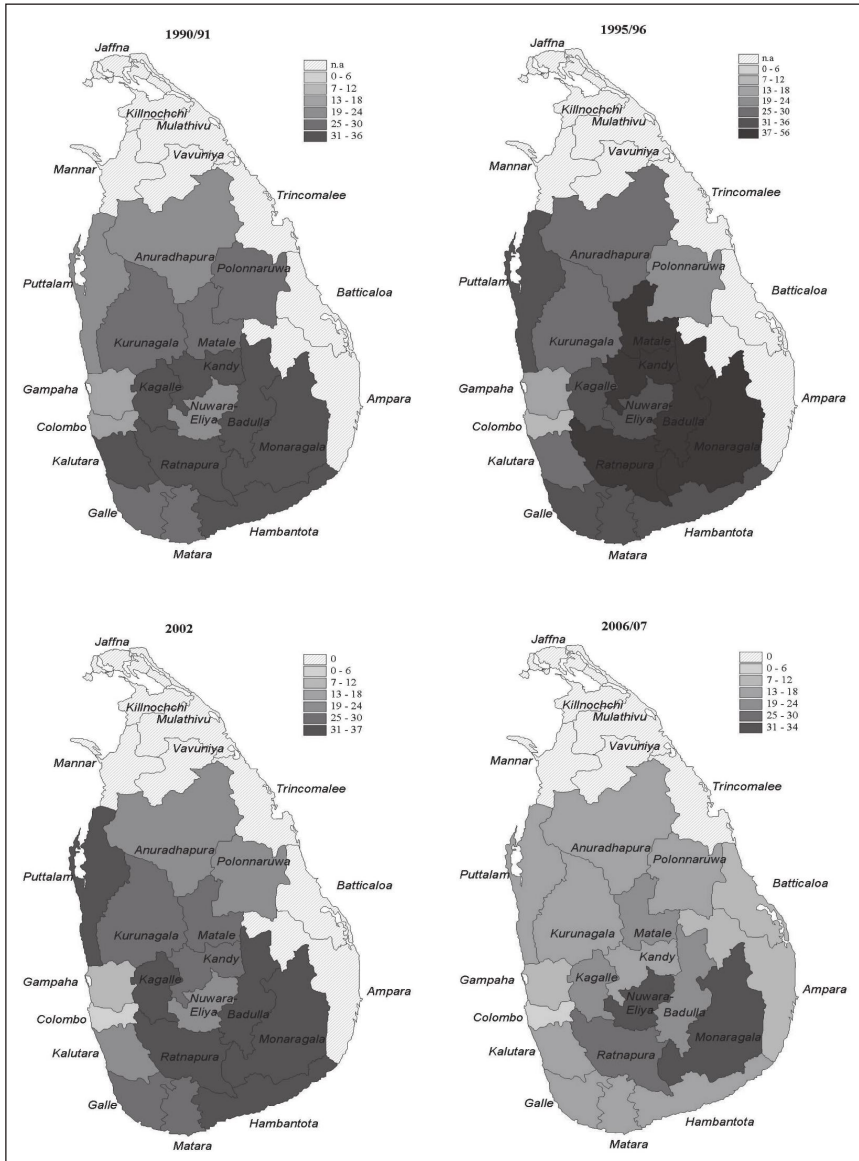 1990/91
Jaffna
n.a
0 - 6
7 - 12
13 - 18
19 - 24
25 - 30
31 - 36
Killnochchi
Mulathivu
Vavuniya
Mannar
Trincomalee
Anuradhapura
Polonnaruwa
Puttalam
Batticaloa
Kurunagala
Matale
Kandy
Gampaha
Kagalle
Ampara
Nuwara-
Eliya
Colombo
Badulla
Monaragala
Kalutara
Ratnapura
Galle
Hambantota
Matara
1995/96
Jaffna
n.a
0 - 6
7 - 12
13 - 18
19 - 24
25 - 30
31 - 36
37 - 56
Killnochchi
Mulathivu
Vavuniya
Mannar
Trincomalee
Anuradhapura
Polonnaruwa
Puttalam
Batticaloa
Kurunagala
Matale
Kandy
Gampaha
Kagalle
Ampara
Nuwara-
Eliya
Colombo
Badulla
Monaragala
Kalutara
Ratnapura
Galle
Hambantota
Matara
2002
Jaffna
0
0 - 6
7 - 12
13 - 18
19 - 24
25 - 30
31 - 37
Killnochchi
Mulathivu
Vavuniya
Mannar
Trincomalee
Anuradhapura
Polonnaruwa
Puttalam
Batticaloa
Kurunagala
Matale
Kandy
Gampaha
Kagalle
Ampara
Nuwara-
Eliya
Colombo
Badulla
Monaragala
Kalutara
Ratnapura
Galle
Hambantota
Matara
2006/07
Jaffna
0
0 - 6
7 - 12
13 - 18
19 - 24
25 - 30
31 - 34
Killnochchi
Mulathivu
Vavuniya
Mannar
Trincomalee
Anuradhapura
Polonnaruwa
Puttalam
Batticaloa
Kurunagala
Matale
Kandy
Gampaha
Kagalle
Ampara
Nuwara-
Eliya
Colombo
Badulla
Monaragala
Kalutara
Ratnapura
Galle
Hambantota
Matara